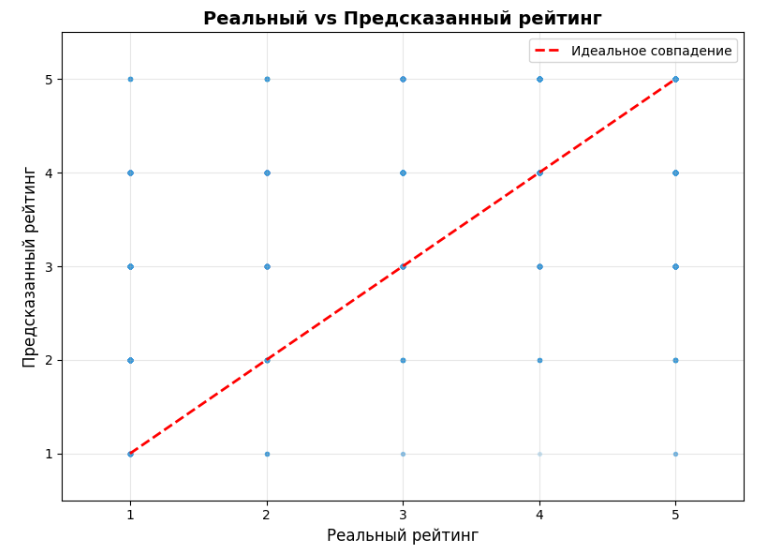 Реальный vs Предсказанный рейтинг
Идеальное совпадение
5
4
3
2
1
Предсказанный рейтинг
1 2 3 4 5
Реальный рейтинг